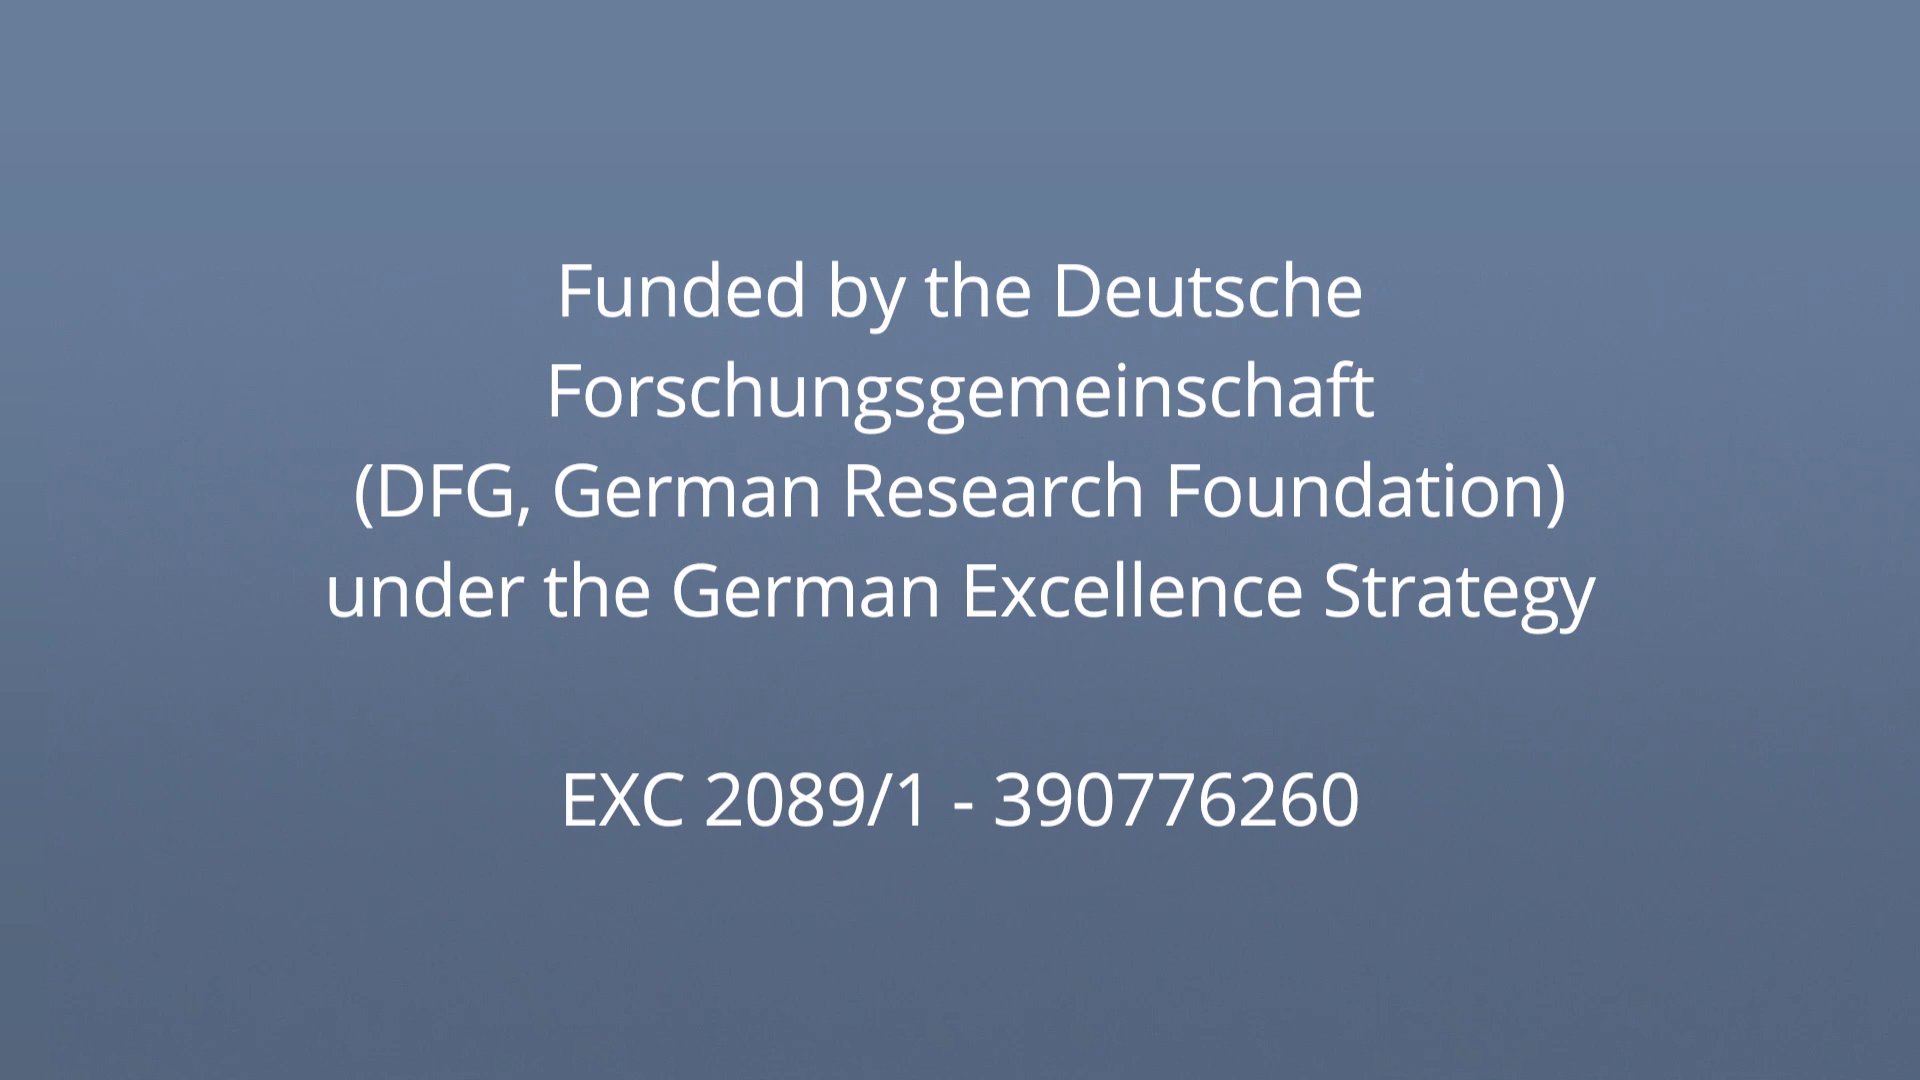 Funded by the Deutsche
Forschungsgemeinschaft
(DFG, German Research Foundation)
under the German Excellence Strategy
EXC 2089/1 - 390776260